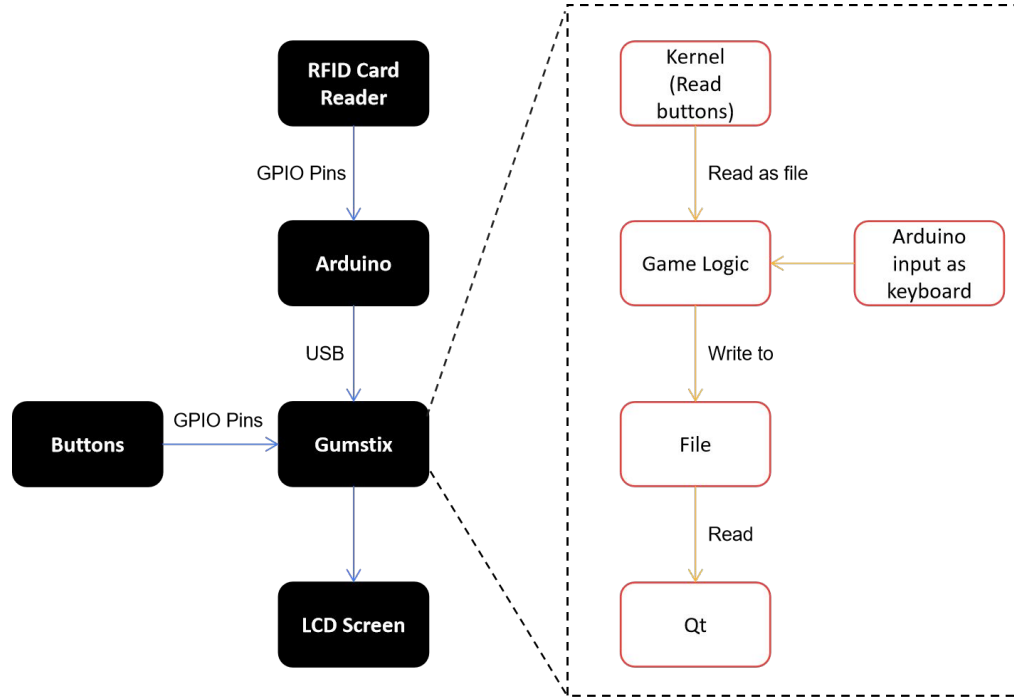 RFID Card
Reader
GPIO Pins
Arduino
USB
Buttons
GPIO Pins
Gumstix
LCD Screen
Kernel
(Read
buttons)
Read as file
Game Logic
Arduino
input as
keyboard
Write to
File
Read
Qt